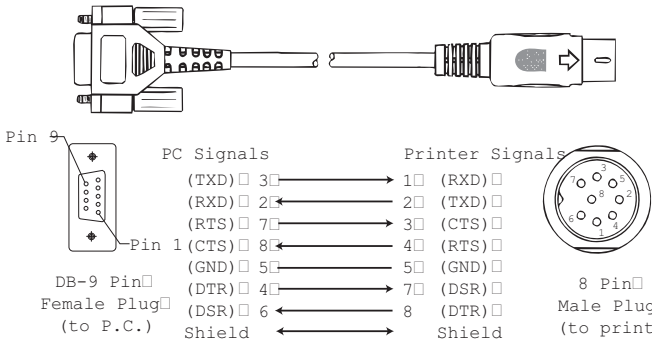 Pin 9
PC Signals Printer Signals
(TXD) 3 1 (RXD)
(RXD) 2 2 (TXD)
(RTS) 7 3 (CTS)
Pin 1 (CTS) 8 4 (RTS)
(GND) 5 5 (GND)
(DTR) 4 7 (DSR)
(DSR) 6 8 (DTR)
Shield Shield
DB-9 Pin
Female Plug
(to P.C.)
3
7 5
8 2
6 4
1
8 Pin
Male Plug
(to print